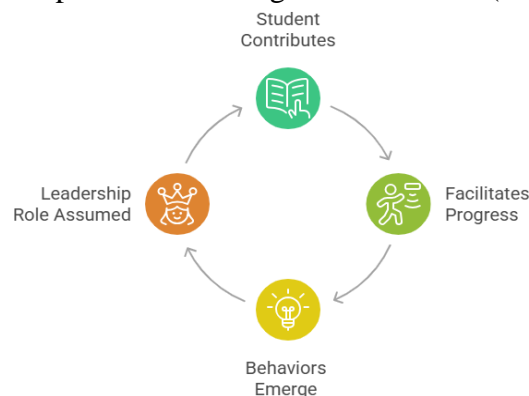 Student
Contributes
Leadership
Role Assumed
Facilitates
Progress
Behaviors
Emerge